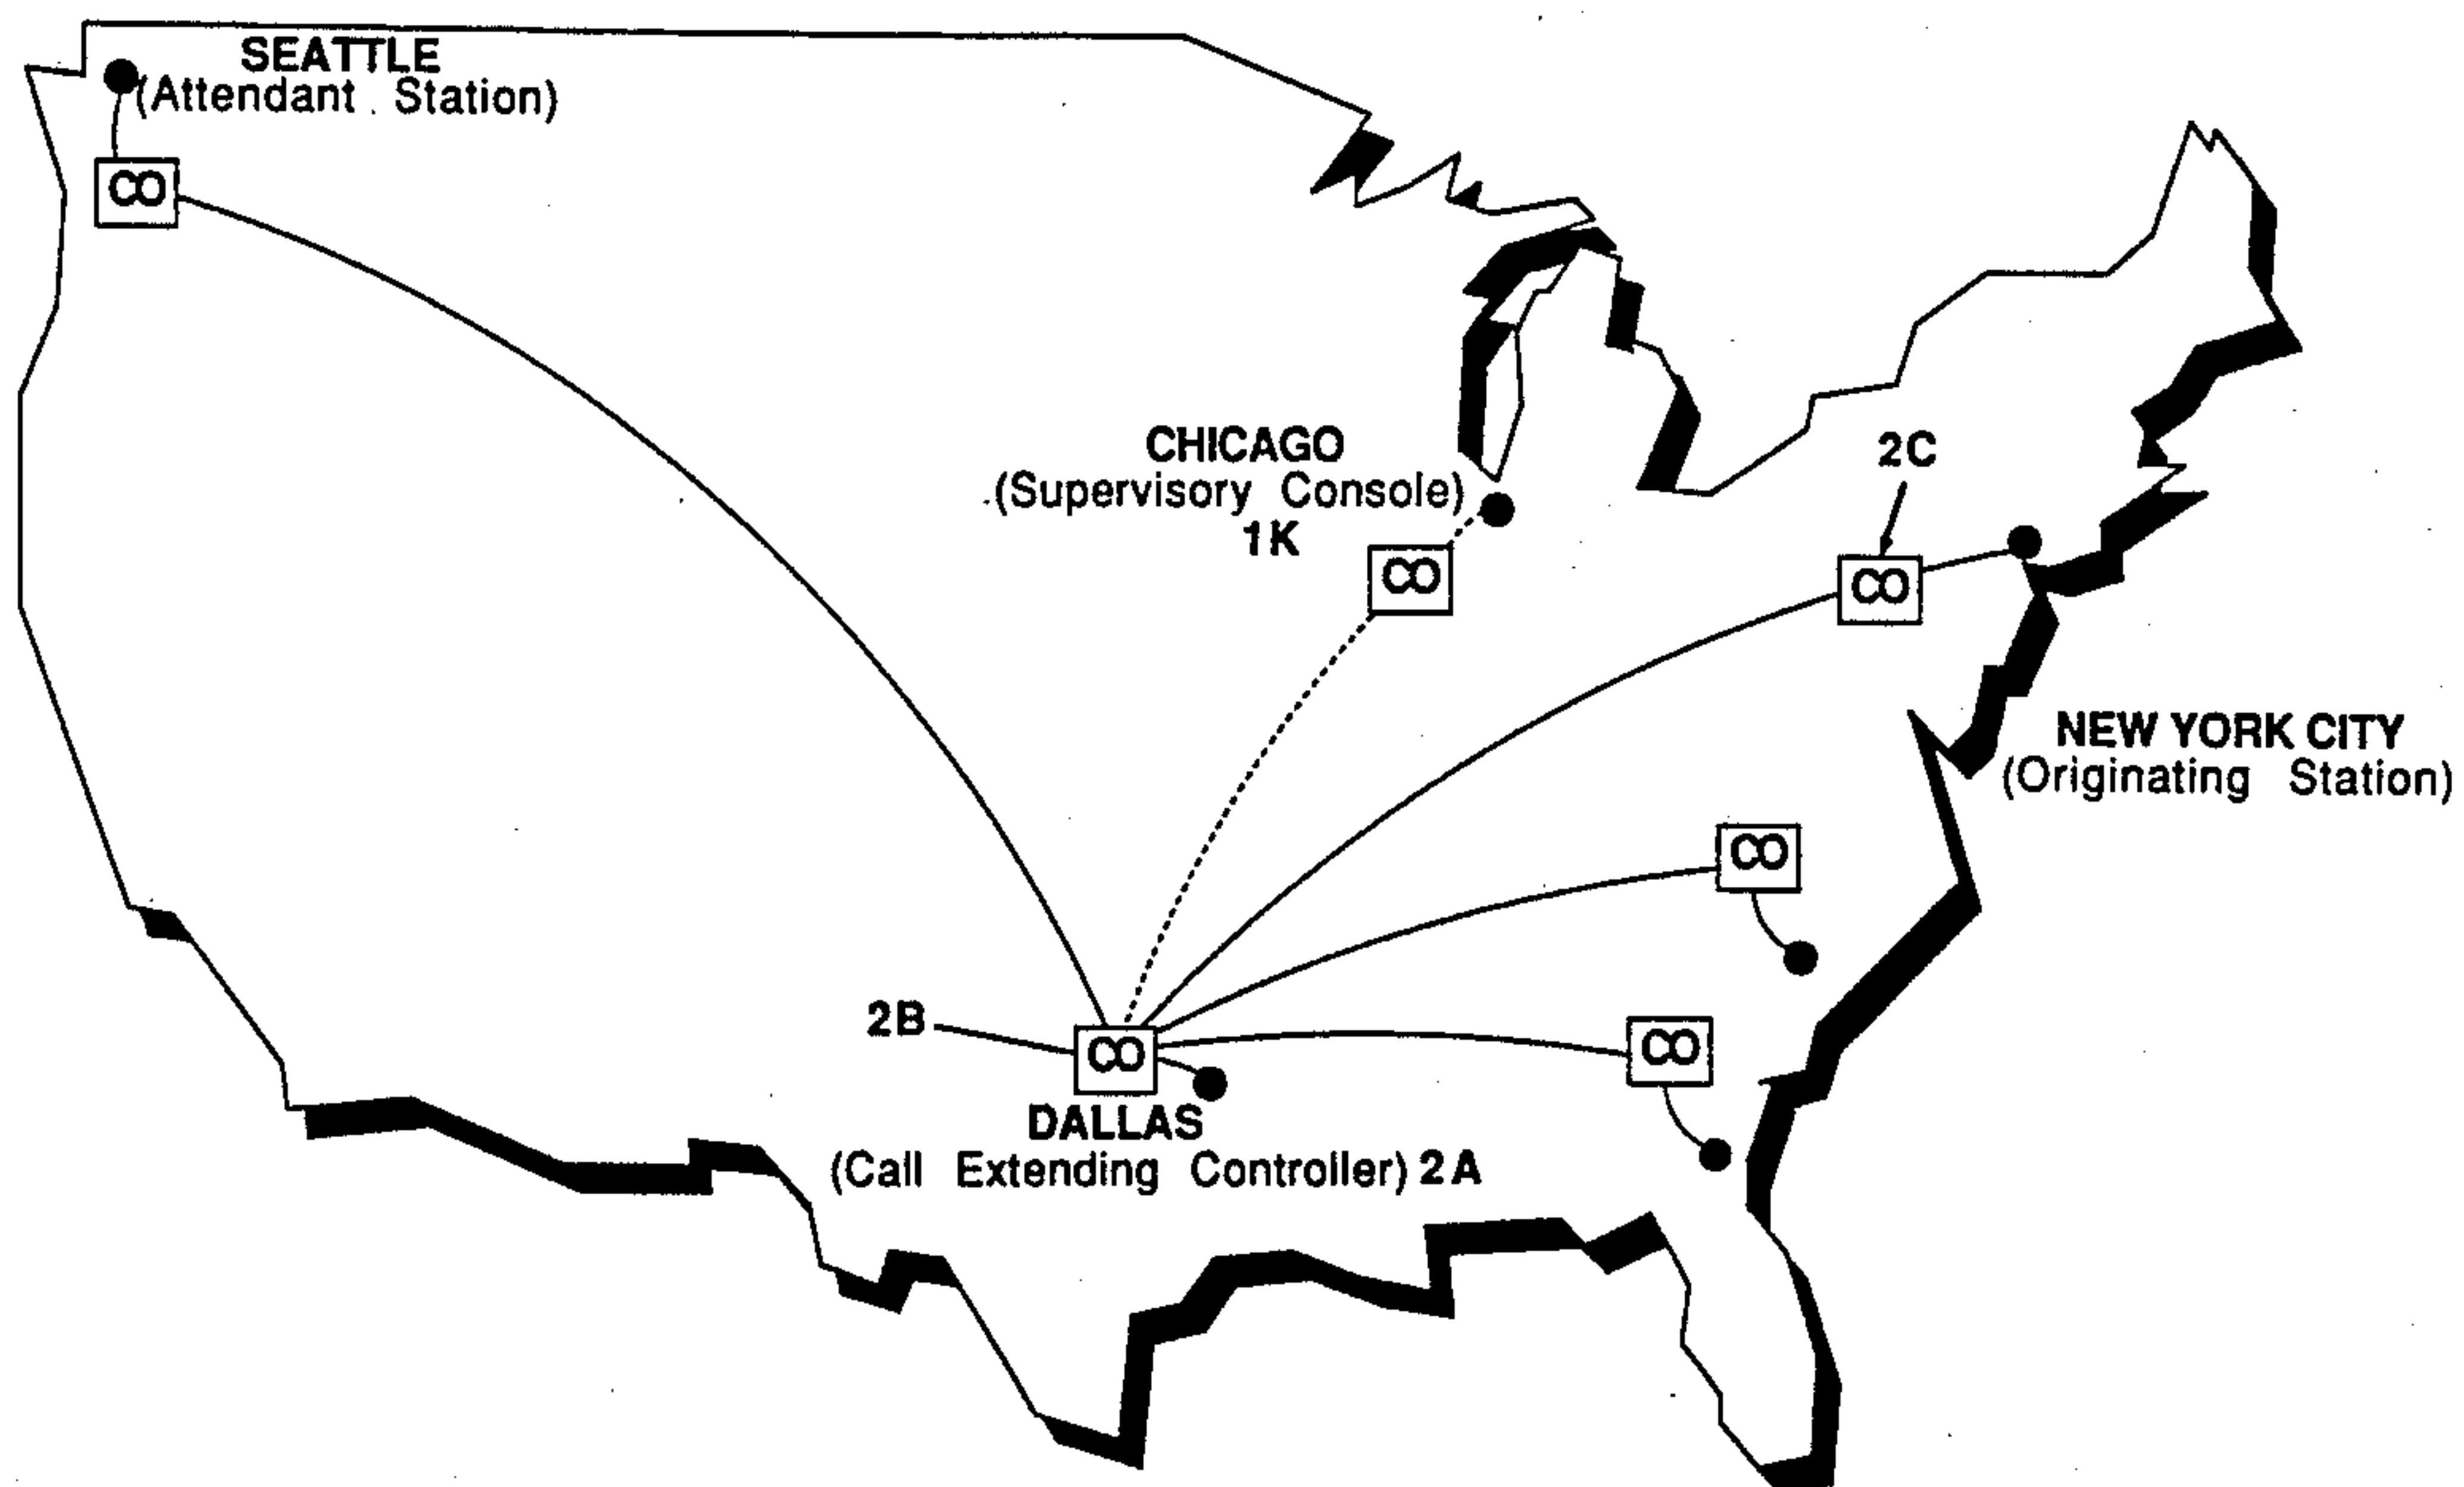 SEATTLE
(Attendant Station)
CO
CHICAGO
(Supervisory Console)
1K
CO
2C
CO
NEW YORK CITY
(Originating Station)
CO
2B
CO
CO
DALLAS
(Call Extending Controller) 2A